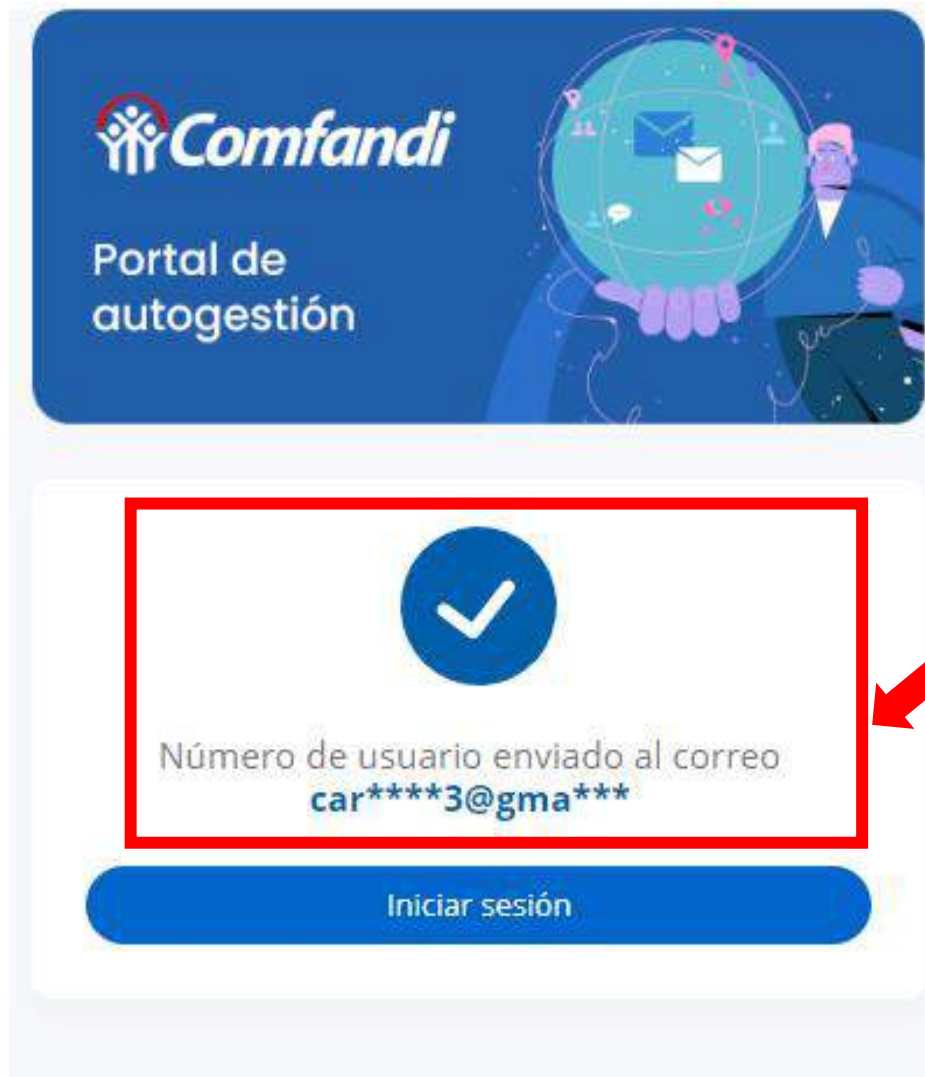 Comfandi
Portal de
autogestión
Número de usuario enviado al correo
car****3@gma***
Iniciar sesión